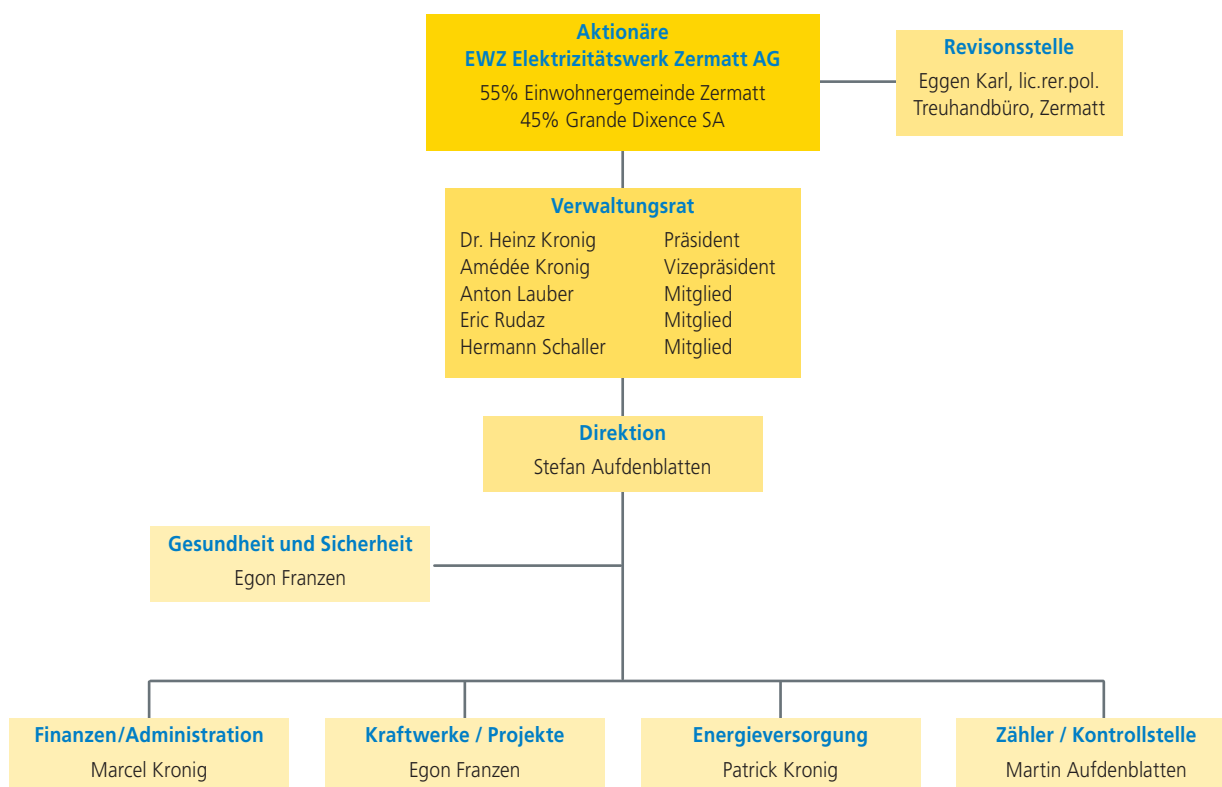 Aktionäre
EWZ Elektrizitätswerk Zermatt AG
55% Einwohnergemeinde Zermatt
45% Grande Dixence SA
Revisonsstelle
Eggen Karl, lic.rer.pol.
Treuhandbüro, Zermatt
Verwaltungsrat
Dr. Heinz Kronig Präsident
Amédée Kronig Vizepräsident
Anton Lauber Mitglied
Eric Rudaz Mitglied
Hermann Schaller Mitglied
Direktion
Stefan Aufdenblatten
Gesundheit und Sicherheit
Egon Franzen
Finanzen/Administration
Marcel Kronig
Kraftwerke / Projekte
Egon Franzen
Energieversorgung
Patrick Kronig
Zähler / Kontrollstelle
Martin Aufdenblatten